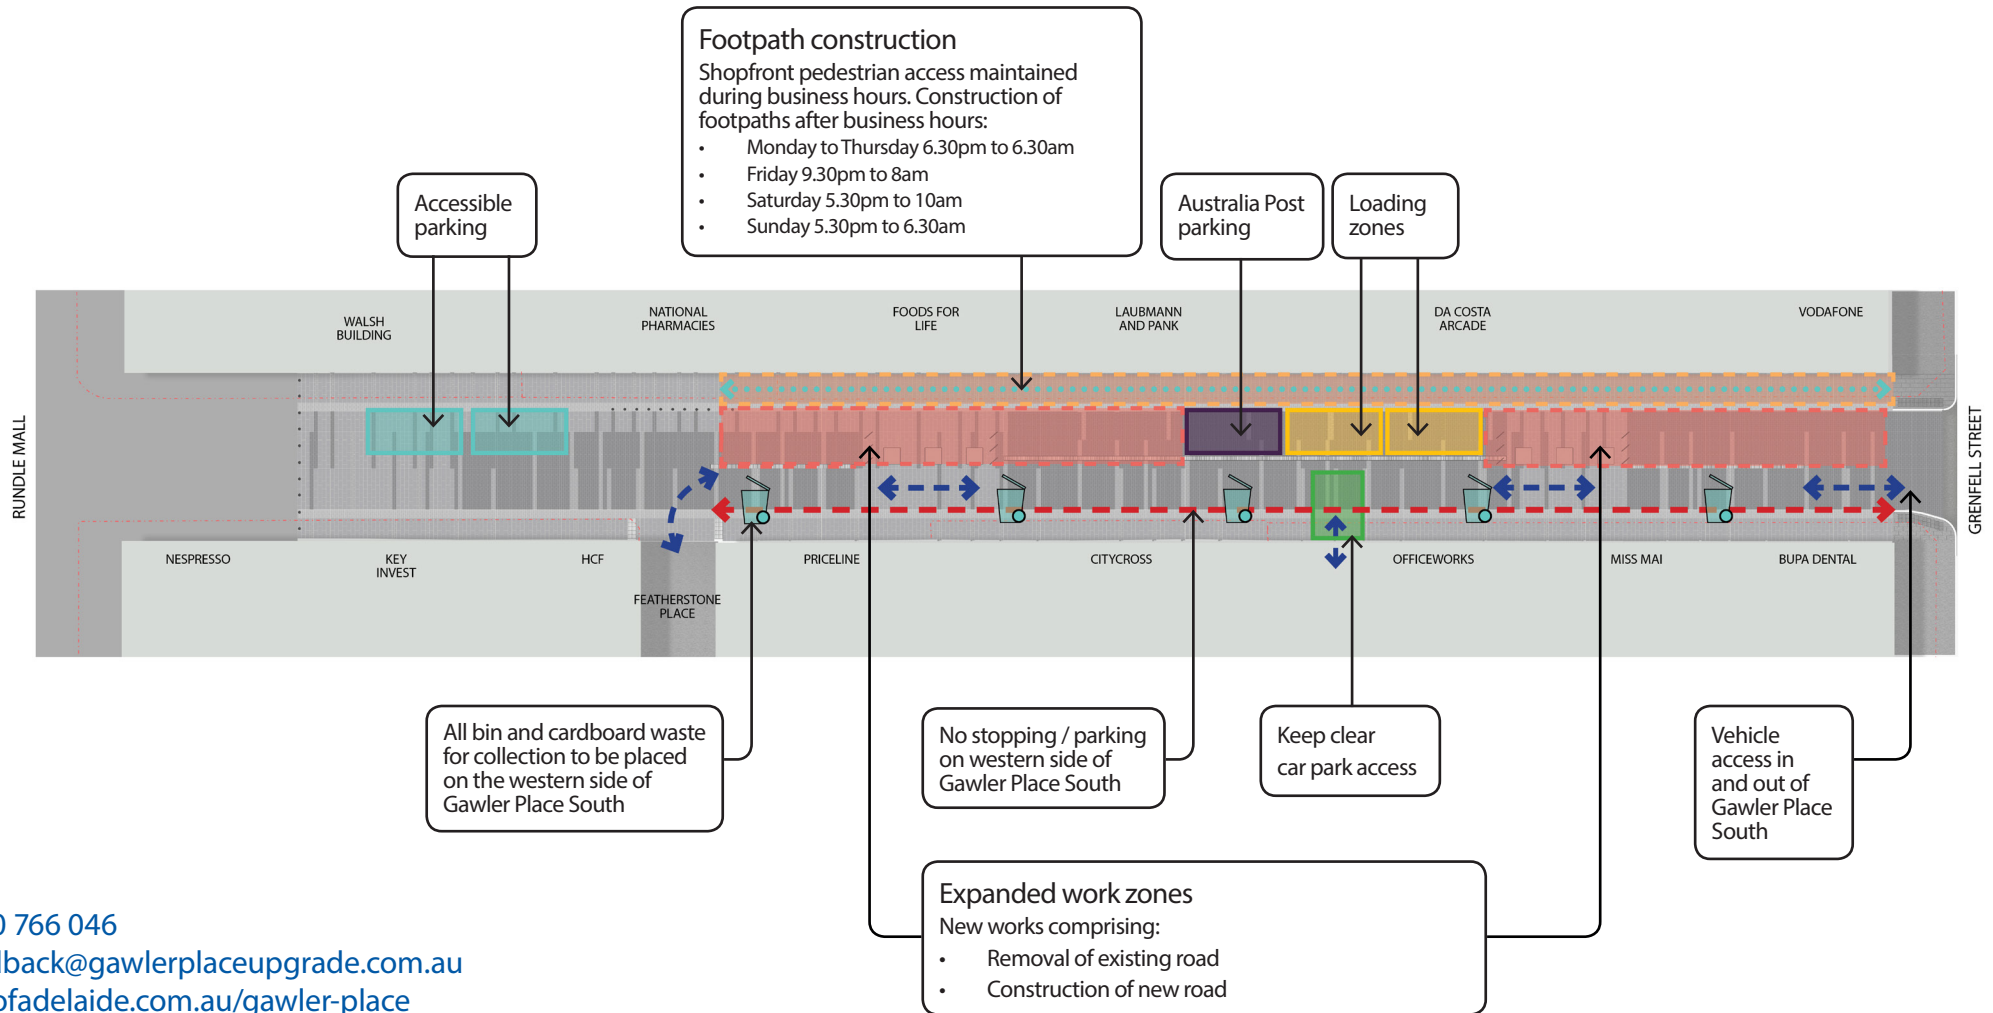 Footpath construction
Shopfront pedestrian access maintained
during business hours. Construction of
footpaths after business hours:
• Monday to Thursday 6.30pm to 6.30am
• Friday 9.30pm to 8am
• Saturday 5.30pm to 10am
• Sunday 5.30pm to 6.30am
Accessible
parking
Australia Post
parking
Loading
zones
WALSH
BUILDING
NATIONAL
PHARMACIES
FOODS FOR
LIFE
LAUBMANN
AND PANK
DA COSTA
ARCADE
VODAFONE
RUNDLE MALL
GRENFELL STREET
NESPRESSO
KEY
INVEST
HCF
FEATHERSTONE
PLACE
PRICELINE
CITYCROSS
OFFICEWORKS
MISS MAI
BUPA DENTAL
All bin and cardboard waste
for collection to be placed
on the western side of
Gawler Place South
No stopping / parking
on western side of
Gawler Place South
Keep clear
car park access
Vehicle
access in
and out of
Gawler Place
South
Expanded work zones
New works comprising:
• Removal of existing road
• Construction of new road
0 766 046
lback@gawlerplaceupgrade.com.au
ofadelaide.com.au/gawler-place